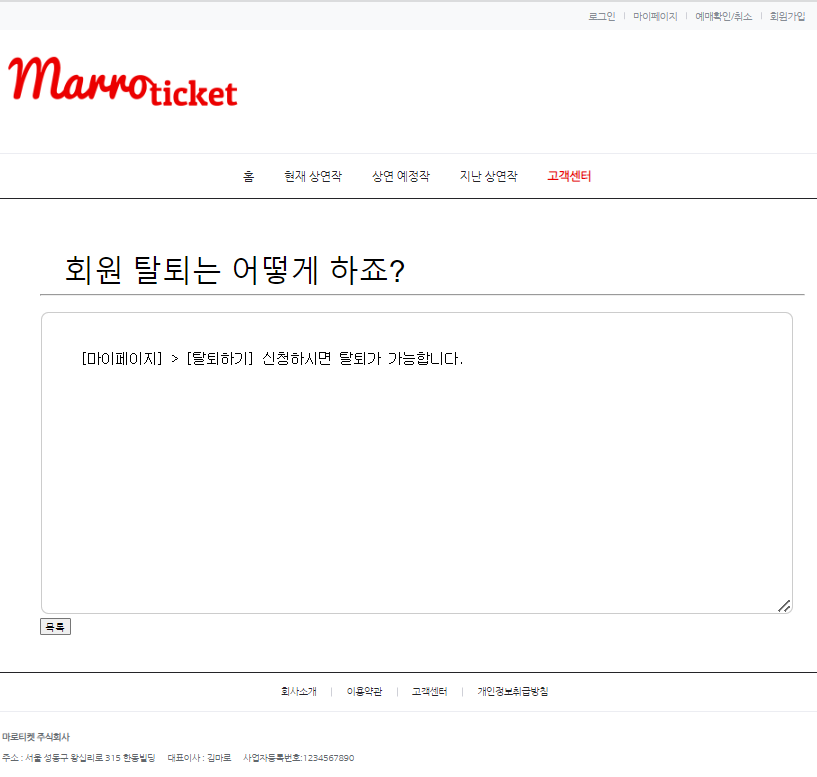 로그인 | 마이페이지 | 예매확인/취소 | 회원가입
Marroticket
홈 현재 상연작 상연 예정작 지난 상연작 고객센터
회원 탈퇴는 어떻게 하죠?
[마이페이지] > [탈퇴하기] 신청하시면 탈퇴가 가능합니다.
목록
회사소개 | 이용약관 | 고객센터 | 개인정보취급방침
마로티켓 주식회사
주소 : 서울 성동구 왕십리로 315 한동빌딩 대표이사 : 김마로 사업자등록번호:1234567890